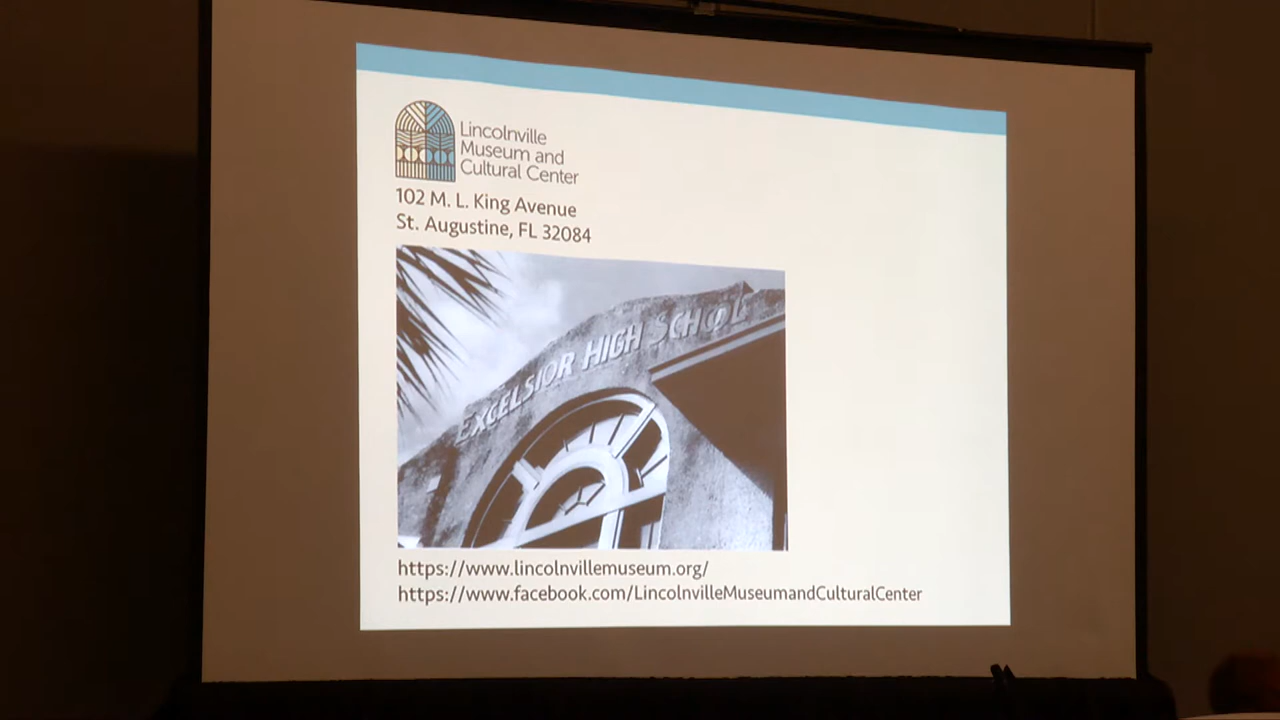 Lincolnville
Museum and
Cultural Center
102 M. L. King Avenue
St. Augustine, FL 32084
EXCELSIOR HIGH SCHOOL
https://www.lincolnvillemuseum.org/
https://www.facebook.com/LincolnvilleMuseumandCulturalCenter